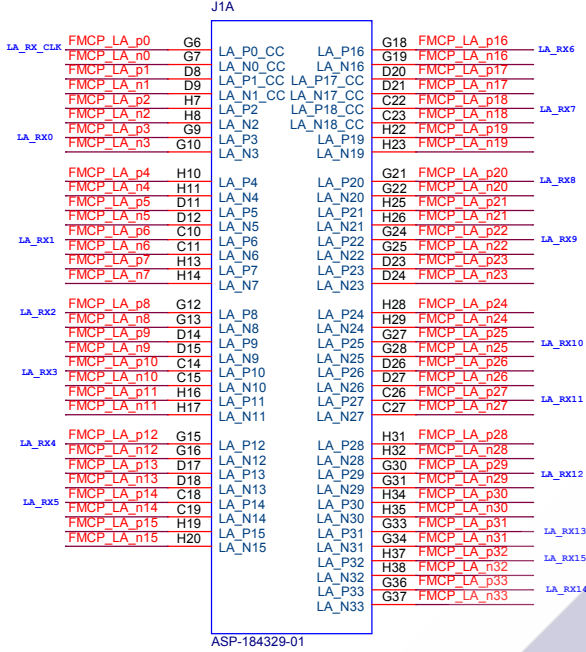 J1A
LA_RX_CLK FMCP_LA_p0 G6 LA_P0_CC
FMCP_LA_n0 G7 LA_N0_CC
FMCP_LA_p1 D8 LA_P1_CC
FMCP_LA_n1 D9 LA_N1_CC
FMCP_LA_p2 H7 LA_P2
FMCP_LA_n2 H8 LA_N2
LA_RX0 FMCP_LA_p3 G9 LA_P3
FMCP_LA_n3 G10 LA_N3
FMCP_LA_p4 H10 LA_P4
FMCP_LA_n4 H11 LA_N4
FMCP_LA_p5 D11 LA_P5
FMCP_LA_n5 D12 LA_N5
LA_RX1 FMCP_LA_p6 C10 LA_P6
FMCP_LA_n6 C11 LA_N6
FMCP_LA_p7 H13 LA_P7
FMCP_LA_n7 H14 LA_N7
LA_RX2 FMCP_LA_p8 G12 LA_P8
FMCP_LA_n8 G13 LA_N8
FMCP_LA_p9 D14 LA_P9
FMCP_LA_n9 D15 LA_N9
LA_RX3 FMCP_LA_p10 C14 LA_P10
FMCP_LA_n10 C15 LA_N10
FMCP_LA_p11 H16 LA_P11
FMCP_LA_n11 H17 LA_N11
LA_RX4 FMCP_LA_p12 G15 LA_P12
FMCP_LA_n12 G16 LA_N12
FMCP_LA_p13 D17 LA_P13
FMCP_LA_n13 D18 LA_N13
LA_RX5 FMCP_LA_p14 C18 LA_P14
FMCP_LA_n14 C19 LA_N14
FMCP_LA_p15 H19 LA_P15
FMCP_LA_n15 H20 LA_N15
LA_P16 G18 FMCP_LA_p16 LA_RX6
LA_N16 G19 FMCP_LA_n16
LA_P17_CC D20 FMCP_LA_p17
LA_N17_CC D21 FMCP_LA_n17
LA_P18_CC C22 FMCP_LA_p18 LA_RX7
LA_N18_CC C23 FMCP_LA_n18
LA_P19 H22 FMCP_LA_p19
LA_N19 H23 FMCP_LA_n19
LA_P20 G21 FMCP_LA_p20 LA_RX8
LA_N20 G22 FMCP_LA_n20
LA_P21 H25 FMCP_LA_p21
LA_N21 H26 FMCP_LA_n21
LA_P22 G24 FMCP_LA_p22 LA_RX9
LA_N22 G25 FMCP_LA_n22
LA_P23 D23 FMCP_LA_p23
LA_N23 D24 FMCP_LA_n23
LA_P24 H28 FMCP_LA_p24
LA_N24 H29 FMCP_LA_n24
LA_P25 G27 FMCP_LA_p25 LA_RX10
LA_N25 G28 FMCP_LA_n25
LA_P26 D26 FMCP_LA_p26
LA_N26 D27 FMCP_LA_n26
LA_P27 C26 FMCP_LA_p27 LA_RX11
LA_N27 C27 FMCP_LA_n27
LA_P28 H31 FMCP_LA_p28
LA_N28 H32 FMCP_LA_n28
LA_P29 G30 FMCP_LA_p29 LA_RX12
LA_N29 G31 FMCP_LA_n29
LA_P30 H34 FMCP_LA_p30
LA_N30 H35 FMCP_LA_n30
LA_P31 G33 FMCP_LA_p31 LA_RX13
LA_N31 G34 FMCP_LA_n31
LA_P32 H37 FMCP_LA_p32 LA_RX15
LA_N32 H38 FMCP_LA_n32
LA_P33 G36 FMCP_LA_p33 LA_RX14
LA_N33 G37 FMCP_LA_n33
ASP-184329-01